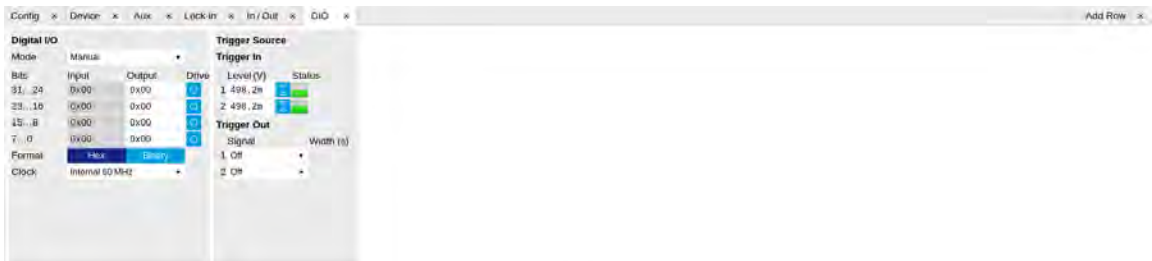 Config × Device × Aux × Lock-in × In / Out × DIO × Add Row ×
Digital I/O
Mode Manual
Bits Input Output Drive
31...24 0x00 0x00
23...16 0x00 0x00
15...8 0x00 0x00
7...0 0x00 0x00
Format Hex Binary
Clock Internal 60 MHz
Trigger Source
Trigger In
Level (V) Status
1 498.2m
2 498.2m
Trigger Out
Signal Width (s)
1 Off
2 Off